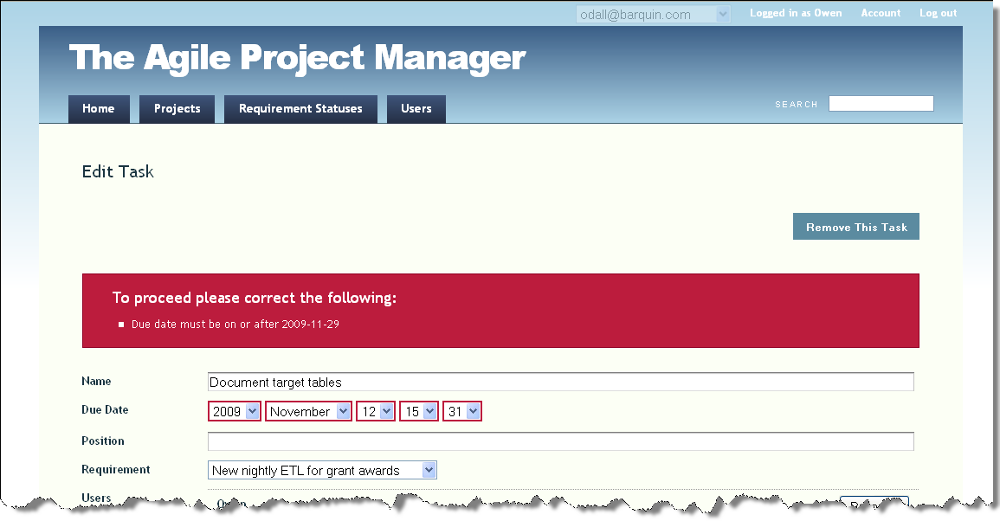 odall@barquin.com Logged in as Owen Account Log out
The Agile Project Manager
Home Projects Requirement Statuses Users SEARCH
Edit Task
Remove This Task
To proceed please correct the following:
Due date must be on or after 2009-11-29
Name Document target tables
Due Date 2009 November 12 15 31
Position
Requirement New nightly ETL for grant awards
Users